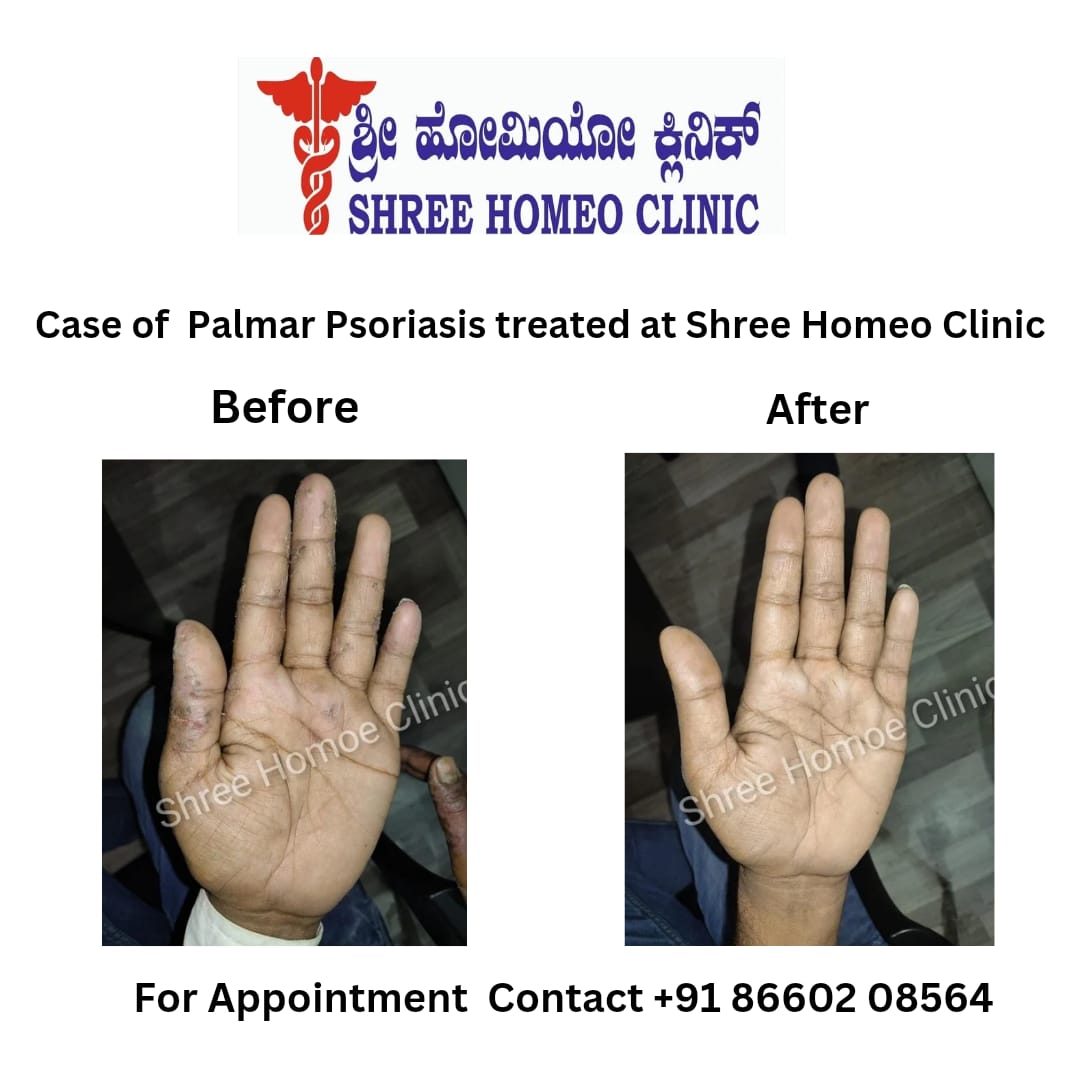 ಶ್ರೀ ಹೋಮಿಯೋ ಕ್ಲಿನಿಕ್
SHREE HOMEO CLINIC
Case of  Palmar Psoriasis treated at Shree Homeo Clinic
Before
After
Shree Homoe Clinic
Shree Homoe Clinic
For Appointment  Contact +91 86602 08564